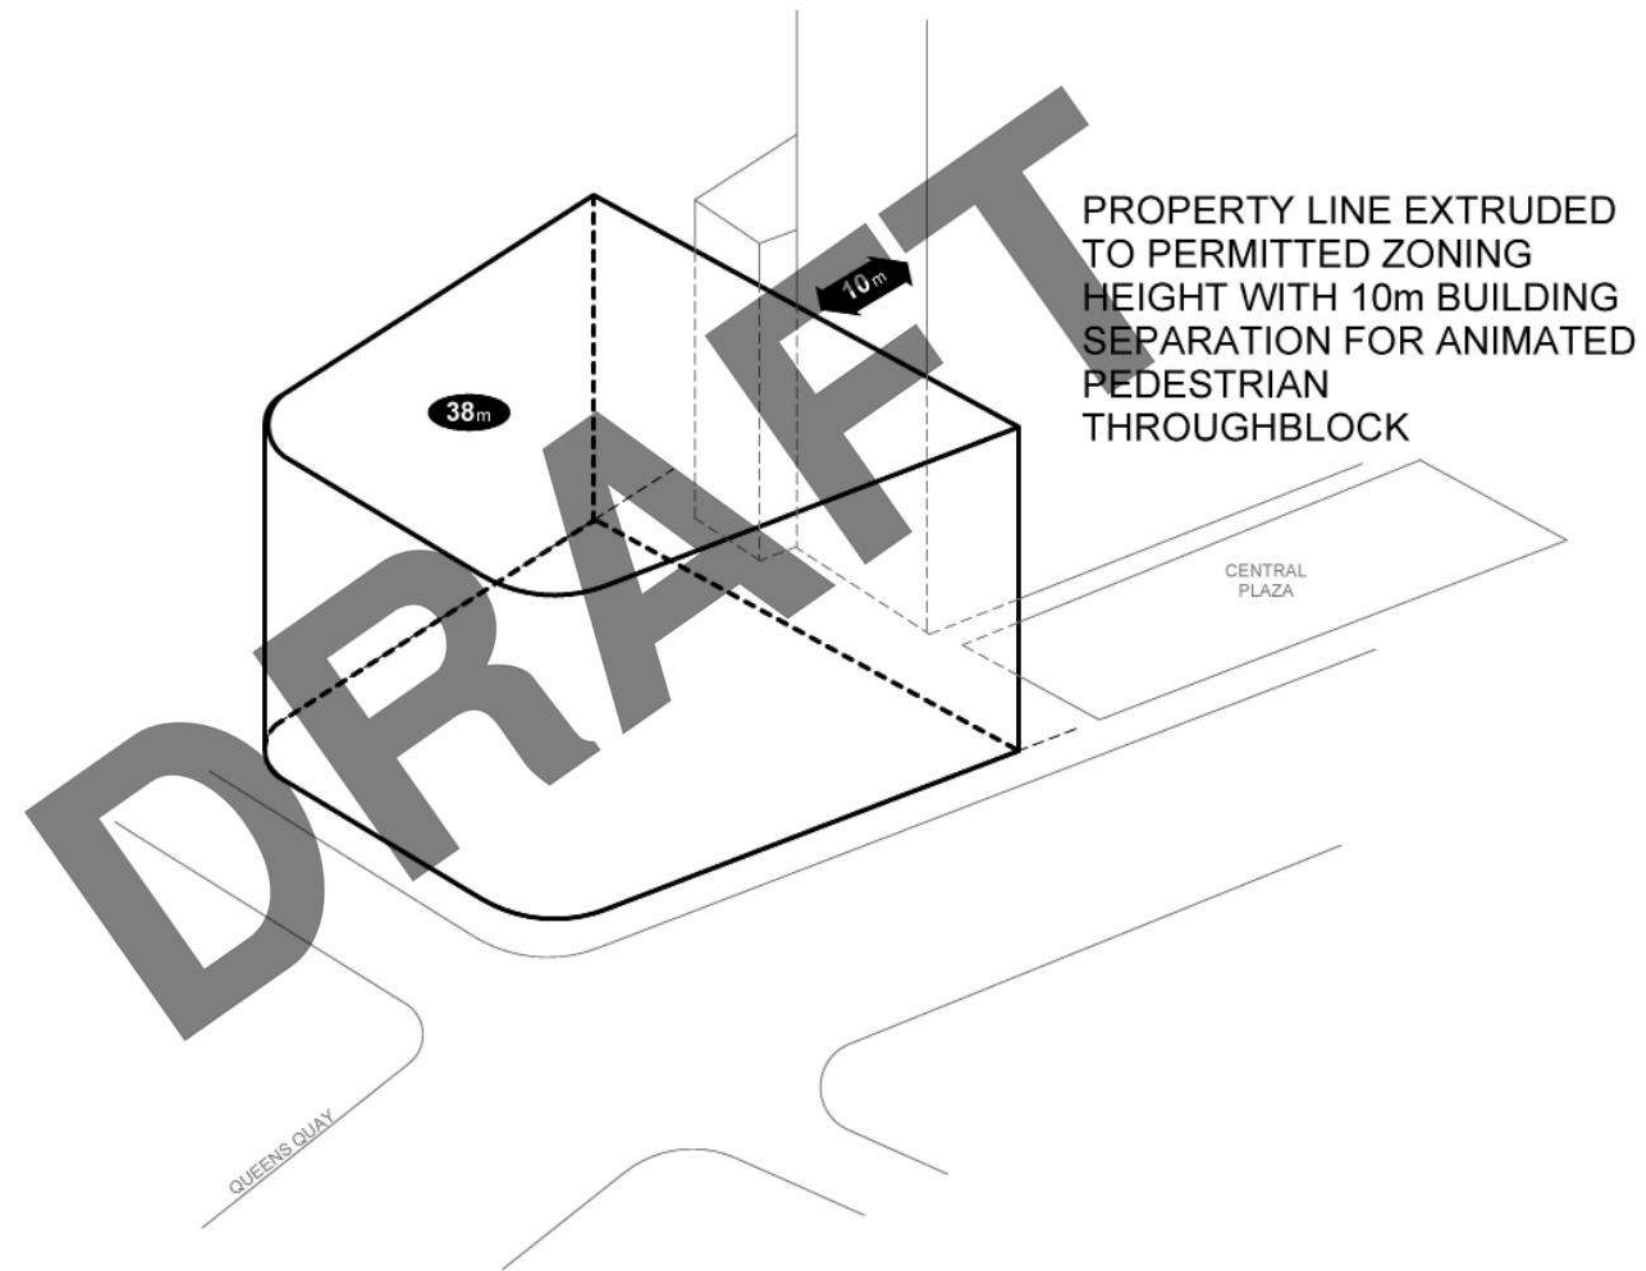 PROPERTY LINE EXTRUDED
TO PERMITTED ZONING
HEIGHT WITH 10m BUILDING
SEPARATION FOR ANIMATED
PEDESTRIAN
THROUGHBLOCK
10m
38m
CENTRAL
PLAZA
QUEENS QUAY
DRAFT